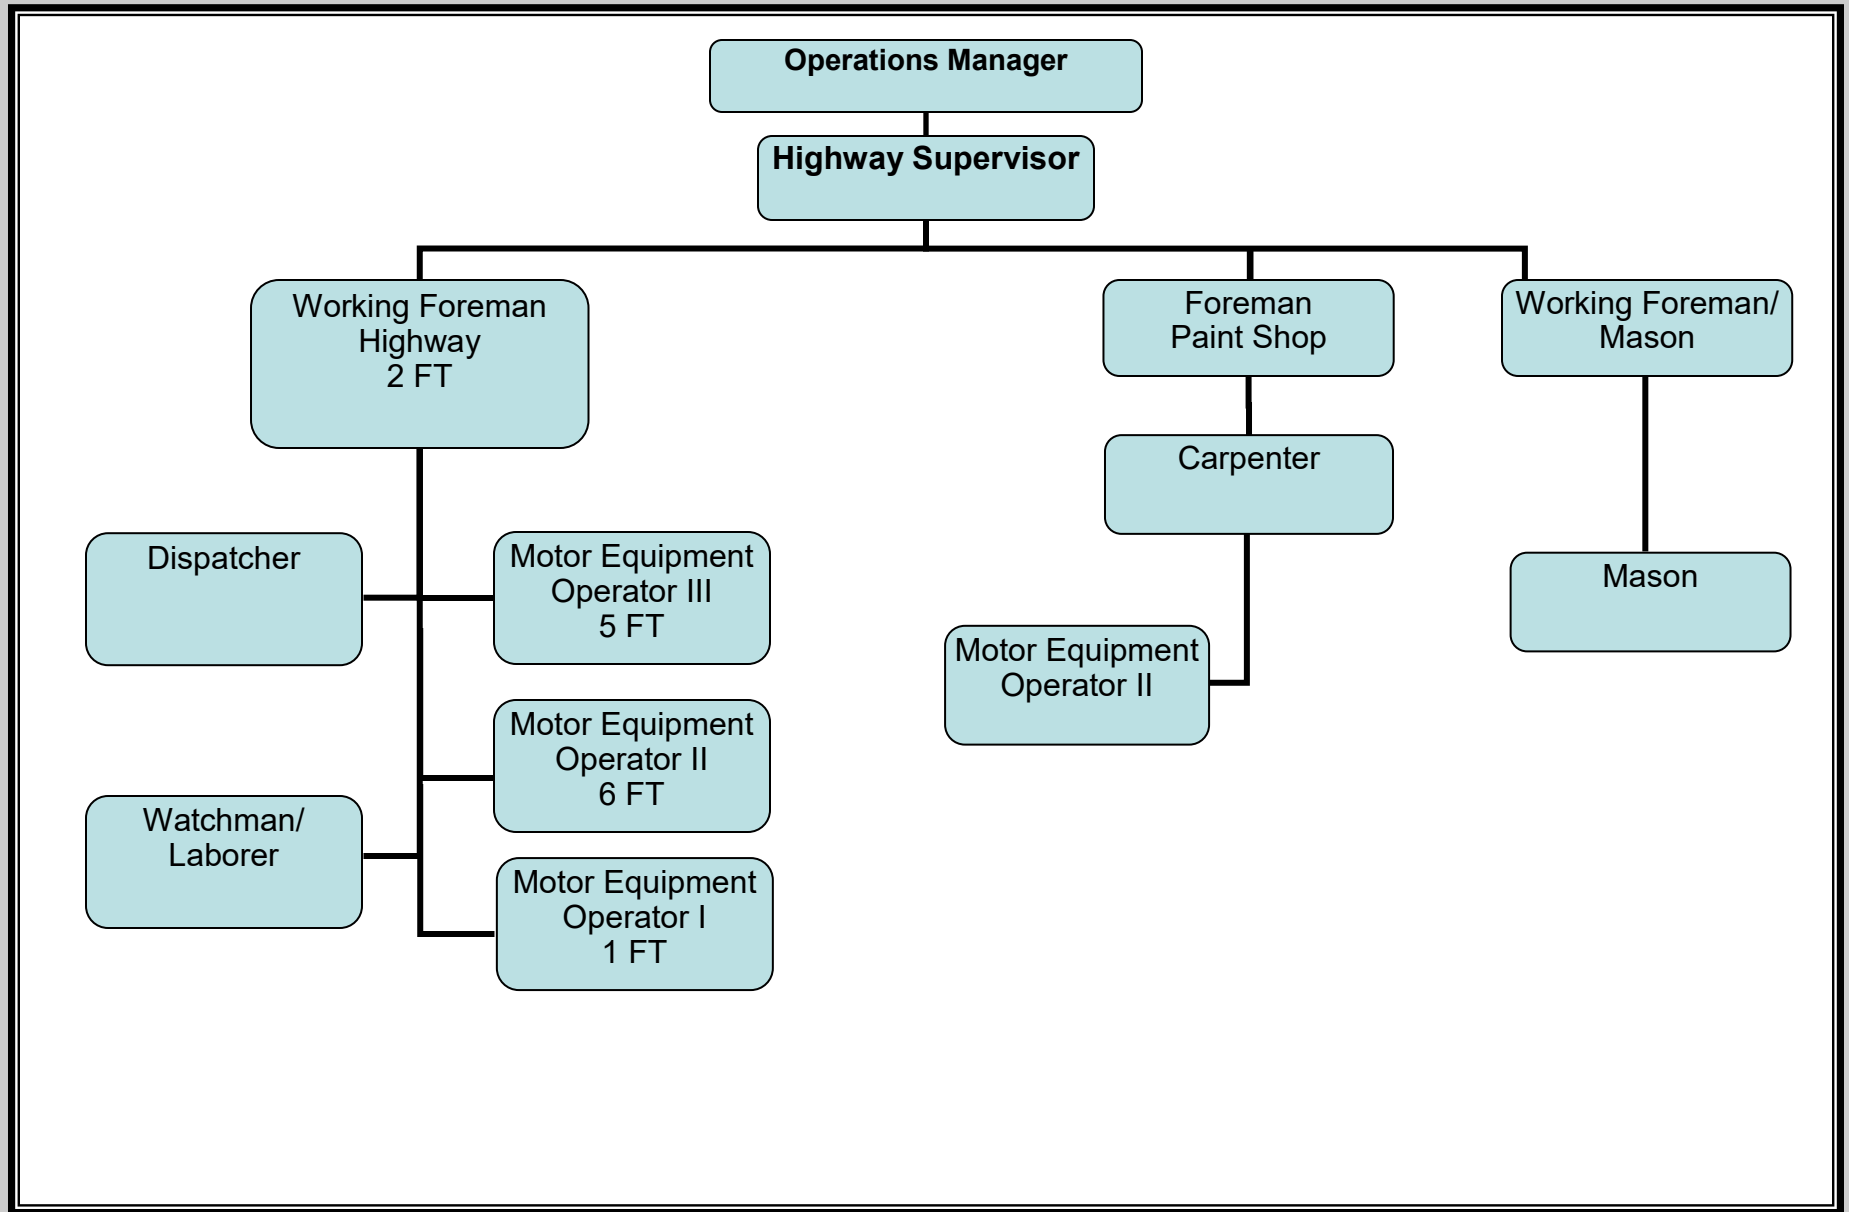 Operations Manager
Highway Supervisor
Working Foreman
Highway
2 FT
Foreman
Paint Shop
Working Foreman/
Mason
Carpenter
Dispatcher
Motor Equipment
Operator III
5 FT
Mason
Motor Equipment
Operator II
Motor Equipment
Operator II
6 FT
Watchman/
Laborer
Motor Equipment
Operator I
1 FT